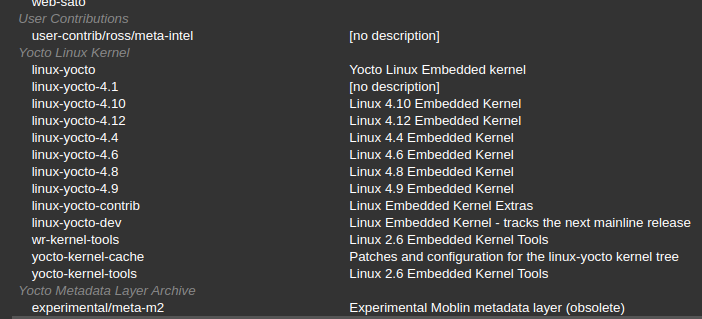 web-sato
User Contributions
user-contrib/ross/meta-intel [no description]
Yocto Linux Kernel
linux-yocto Yocto Linux Embedded kernel
linux-yocto-4.1 [no description]
linux-yocto-4.10 Linux 4.10 Embedded Kernel
linux-yocto-4.12 Linux 4.12 Embedded Kernel
linux-yocto-4.4 Linux 4.4 Embedded Kernel
linux-yocto-4.6 Linux 4.6 Embedded Kernel
linux-yocto-4.8 Linux 4.8 Embedded Kernel
linux-yocto-4.9 Linux 4.9 Embedded Kernel
linux-yocto-contrib Linux Embedded Kernel Extras
linux-yocto-dev Linux Embedded Kernel - tracks the next mainline release
wr-kernel-tools Linux 2.6 Embedded Kernel Tools
yocto-kernel-cache Patches and configuration for the linux-yocto kernel tree
yocto-kernel-tools Linux 2.6 Embedded Kernel Tools
Yocto Metadata Layer Archive
experimental/meta-m2 Experimental Moblin metadata layer (obsolete)